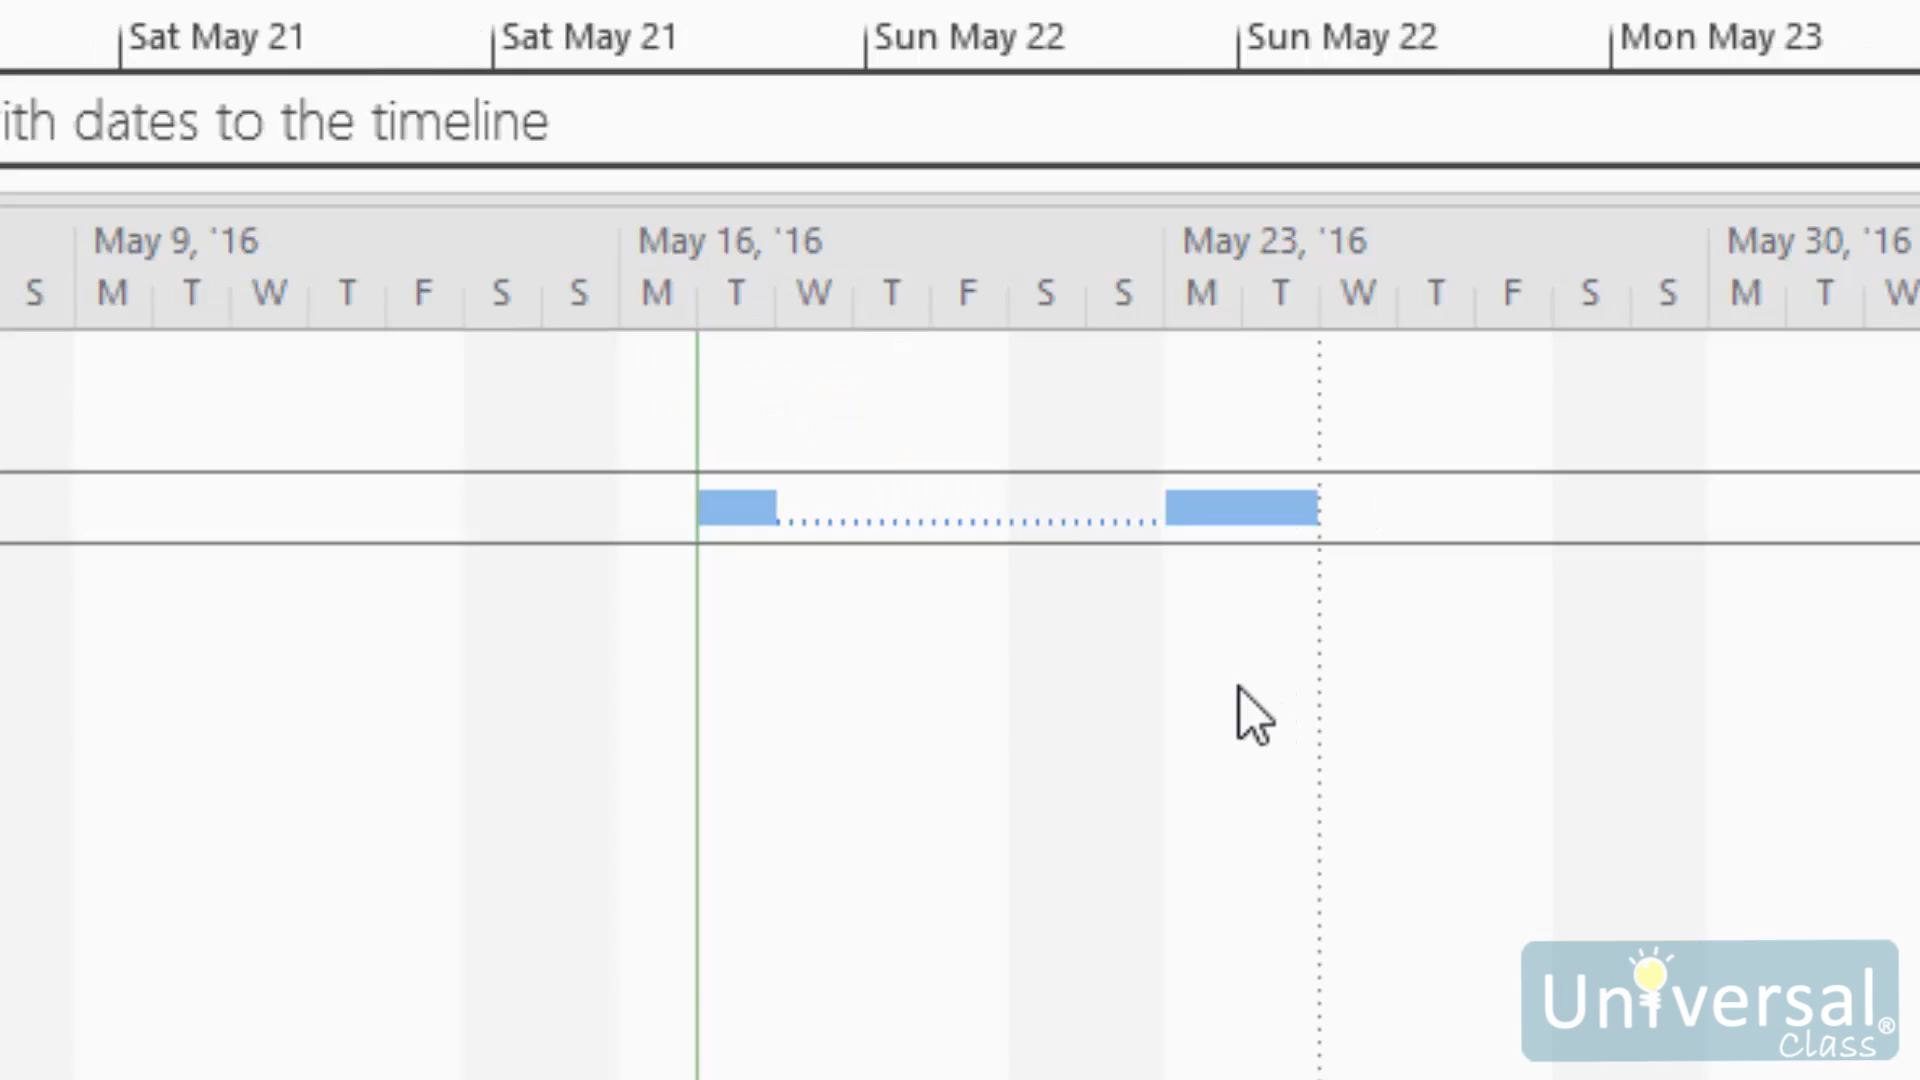 Sat May 21 Sat May 21 Sun May 22 Sun May 22 Mon May 23
ith dates to the timeline
May 9, '16 May 16, '16 May 23, '16 May 30, '16
S M T W T F S S M T W T F S S M T W T F S S M T W
Universal®
Class